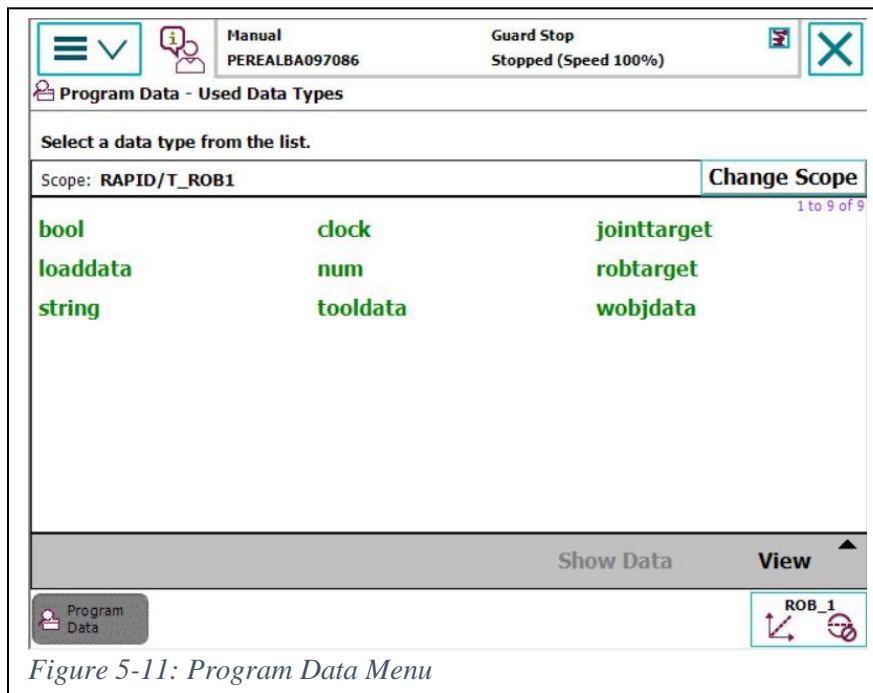 Manual
PEREALBA097086
Guard Stop
Stopped (Speed 100%)
Program Data - Used Data Types
Select a data type from the list.
Scope: RAPID/T_ROB1
Change Scope
1 to 9 of 9
bool clock jointtarget
loaddata num robtarget
string tooldata wobjdata
Show Data View
Program
Data
ROB_1
Figure 5-11: Program Data Menu